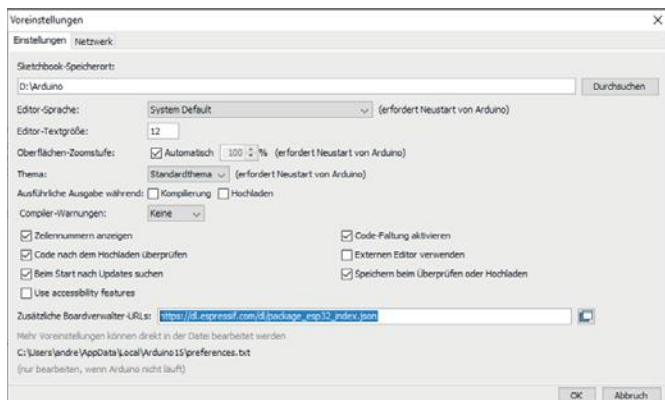 Voreinstellungen
Einstellungen Netzwerk
Sketchbook-Speicherort:
D:\Arduino Durchsuchen
Editor-Sprache: System Default (erfordert Neustart von Arduino)
Editor-Textgröße: 12
Oberflächen-Zoomstufe: Automatisch 100 % (erfordert Neustart von Arduino)
Thema: Standardthema (erfordert Neustart von Arduino)
Ausführliche Ausgabe während: Kompilierung Hochladen
Compiler-Warnungen: Keine
Zeilennummern anzeigen Code-Faltung aktivieren
Code nach dem Hochladen überprüfen Externen Editor verwenden
Beim Start nach Updates suchen Speichern beim Überprüfen oder Hochladen
Use accessibility features
Zusätzliche Boardverwalter-URLs: https://dl.espressif.com/dl/package_esp32_index.json
Mehr Voreinstellungen können direkt in der Datei bearbeitet werden
C:\Users\andre\AppData\Local\Arduino15\preferences.txt
(nur bearbeiten, wenn Arduino nicht läuft)
OK Abbruch